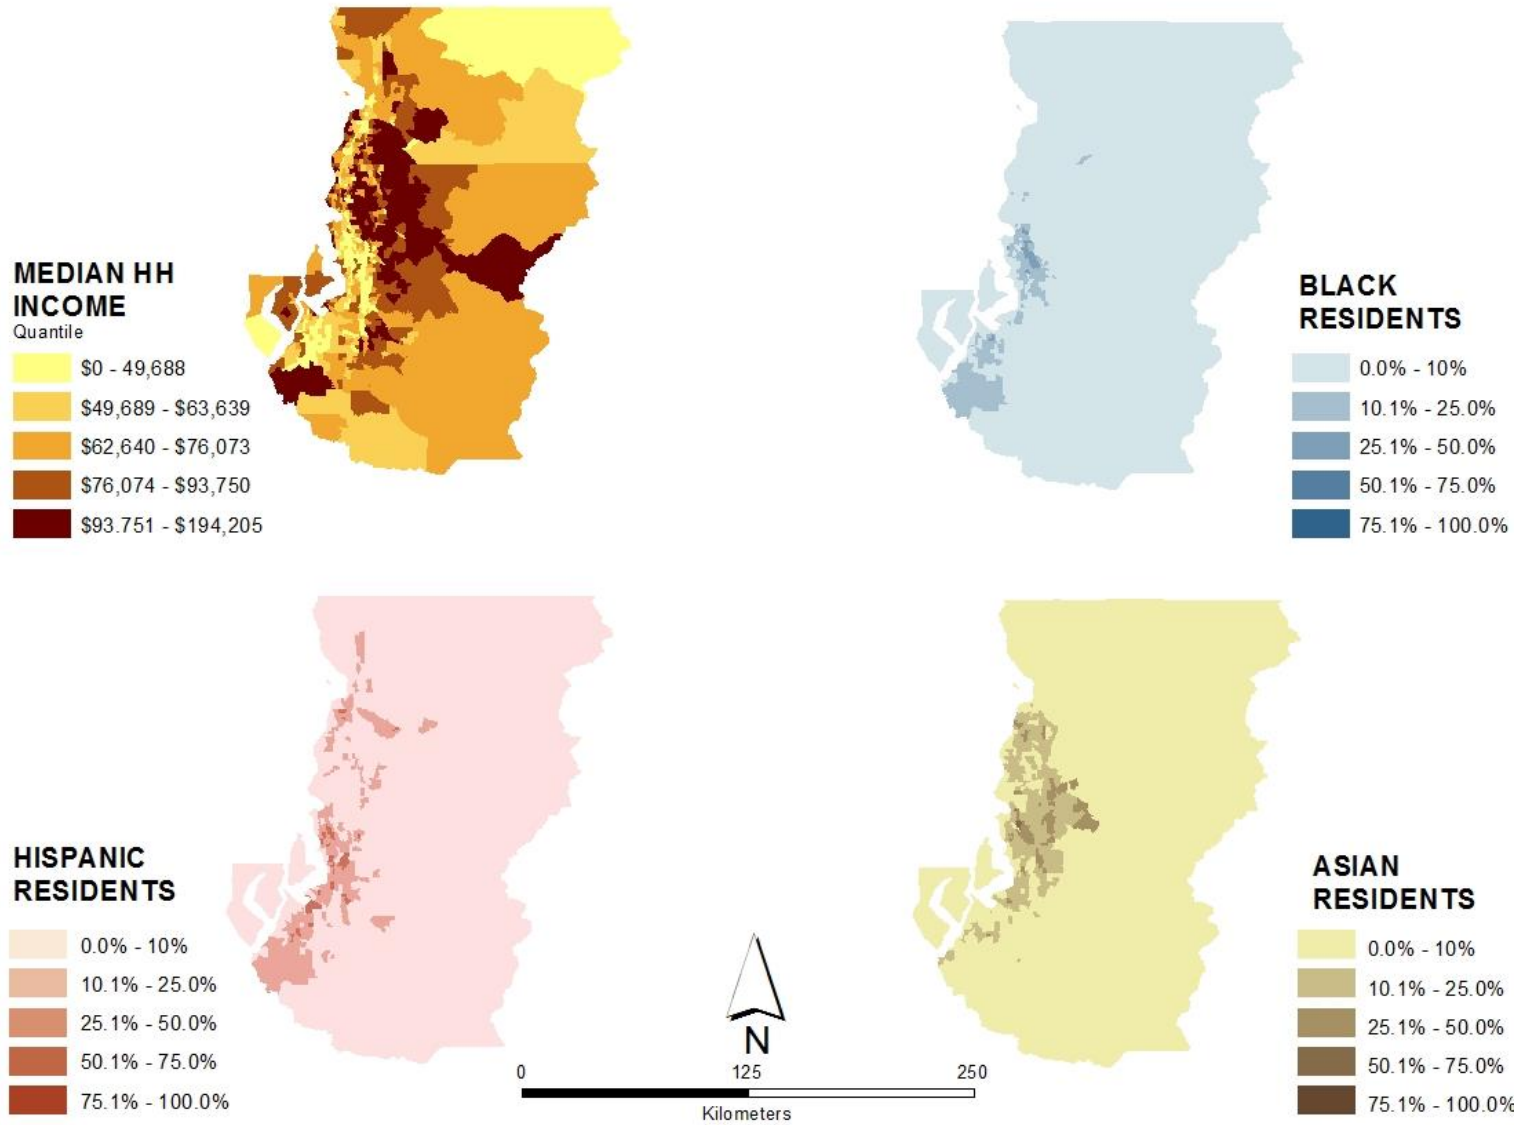 MEDIAN HH
INCOME
Quantile
$0 - 49,688
$49,689 - $63,639
$62,640 - $76,073
$76,074 - $93,750
$93.751 - $194,205
BLACK
RESIDENTS
0.0% - 10%
10.1% - 25.0%
25.1% - 50.0%
50.1% - 75.0%
75.1% - 100.0%
HISPANIC
RESIDENTS
0.0% - 10%
10.1% - 25.0%
25.1% - 50.0%
50.1% - 75.0%
75.1% - 100.0%
N
0 125 250
Kilometers
ASIAN
RESIDENTS
0.0% - 10%
10.1% - 25.0%
25.1% - 50.0%
50.1% - 75.0%
75.1% - 100.0%